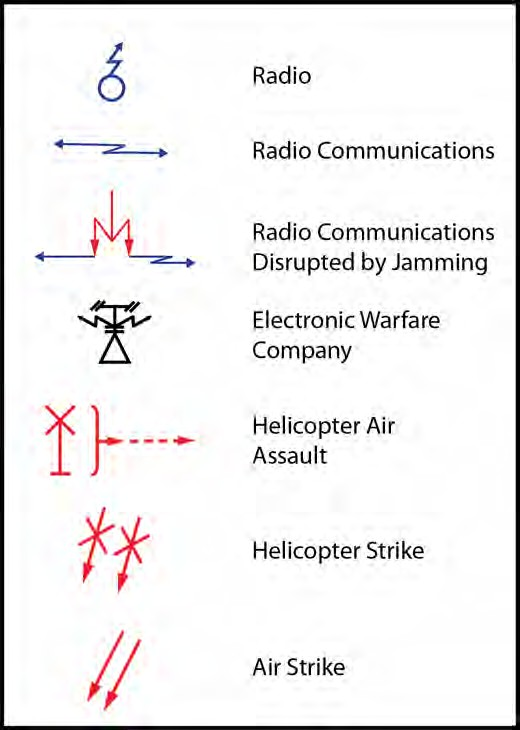 Radio
Radio Communications
Radio Communications
Disrupted by Jamming
Electronic Warfare
Company
Helicopter Air
Assault
Helicopter Strike
Air Strike